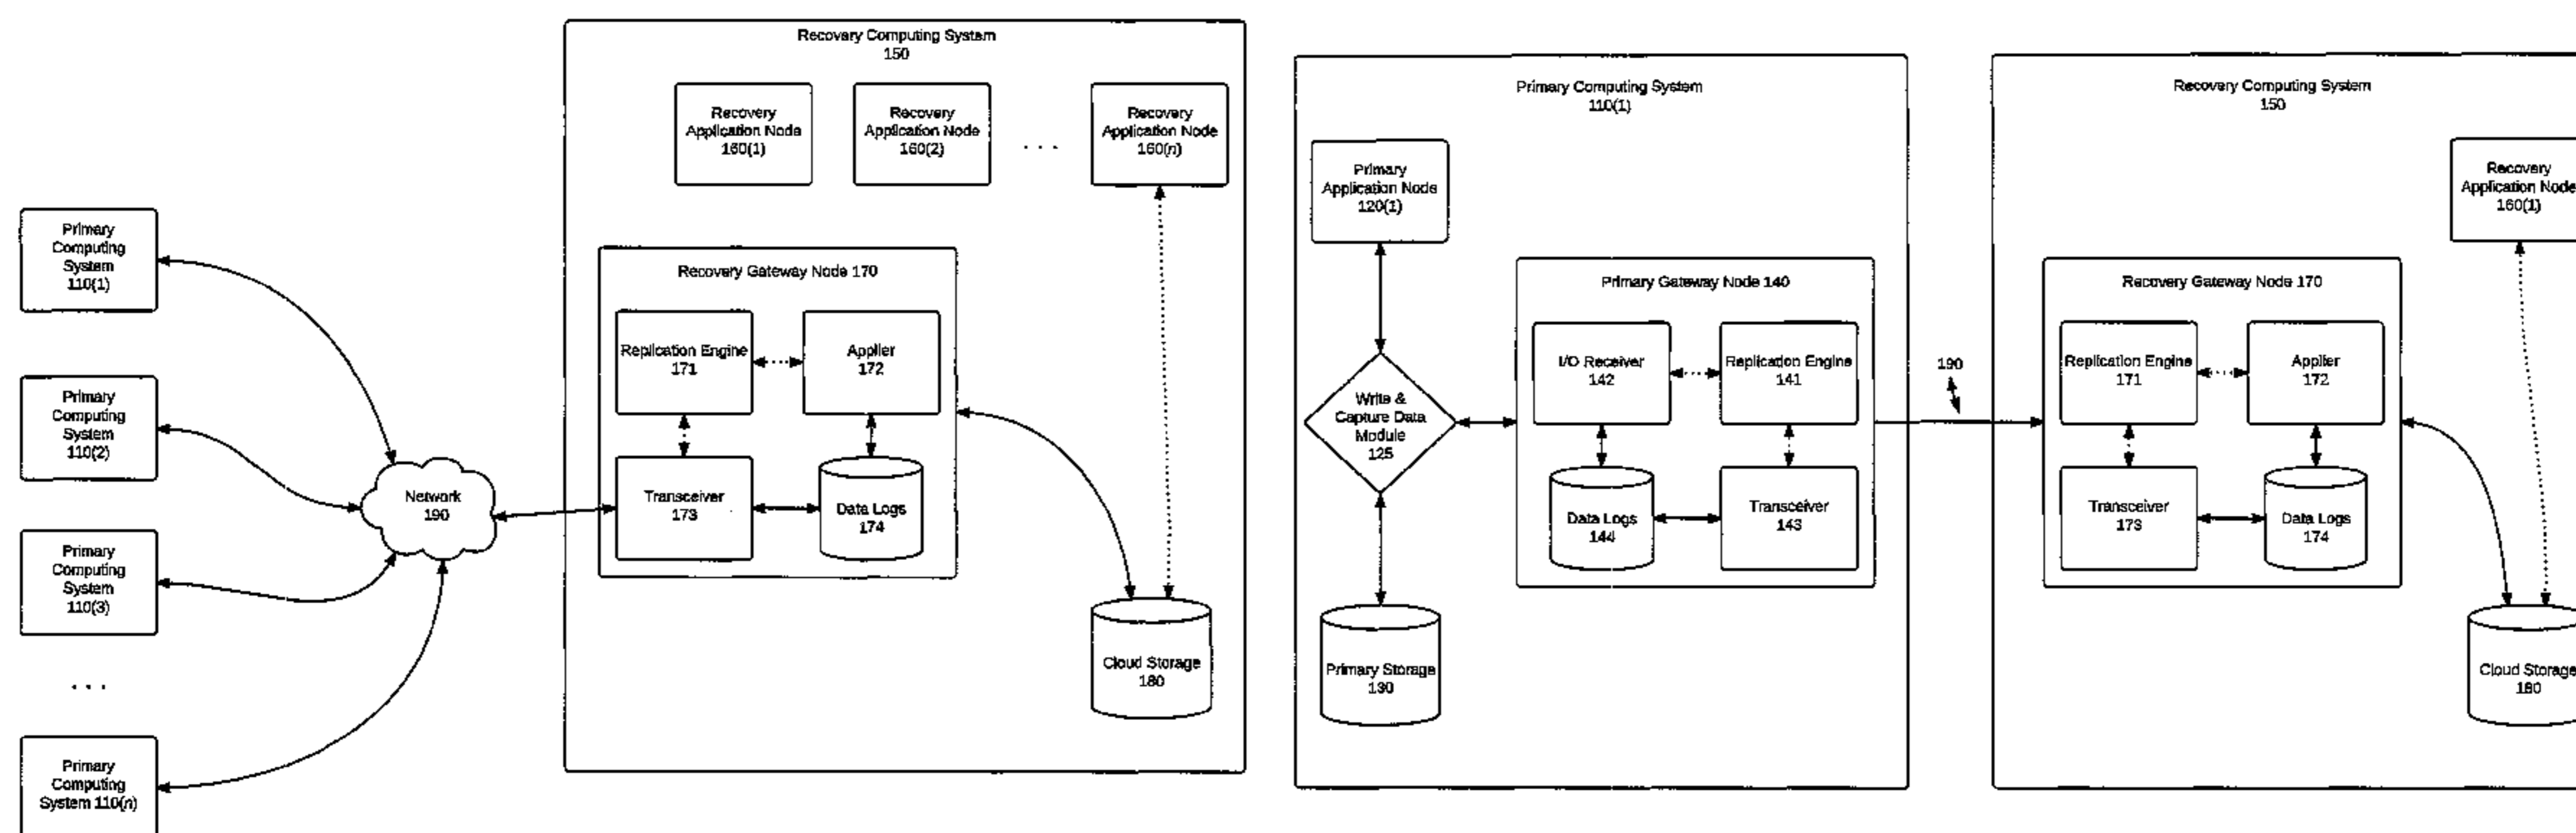 Primary
Computing
System
110(1)
Primary
Computing
System
110(2)
Primary
Computing
System
110(3)
. . .
Primary
Computing
System 110(n)
Network
190
Recovery Computing System
150
Recovery
Application Node
160(1)
Recovery
Application Node
160(2)
. . .
Recovery
Application Node
160(n)
Recovery Gateway Node 170
Replication Engine
171
Applier
172
Transceiver
173
Data Logs
174
Cloud Storage
180
Primary Computing System
110(1)
Primary
Application Node
120(1)
Write &
Capture Data
Module
125
Primary Storage
130
Primary Gateway Node 140
I/O Receiver
142
Replication Engine
141
Data Logs
144
Transceiver
143
190
Recovery Computing System
150
Recovery
Application Node
160(1)
Recovery Gateway Node 170
Replication Engine
171
Applier
172
Transceiver
173
Data Logs
174
Cloud Storage
180